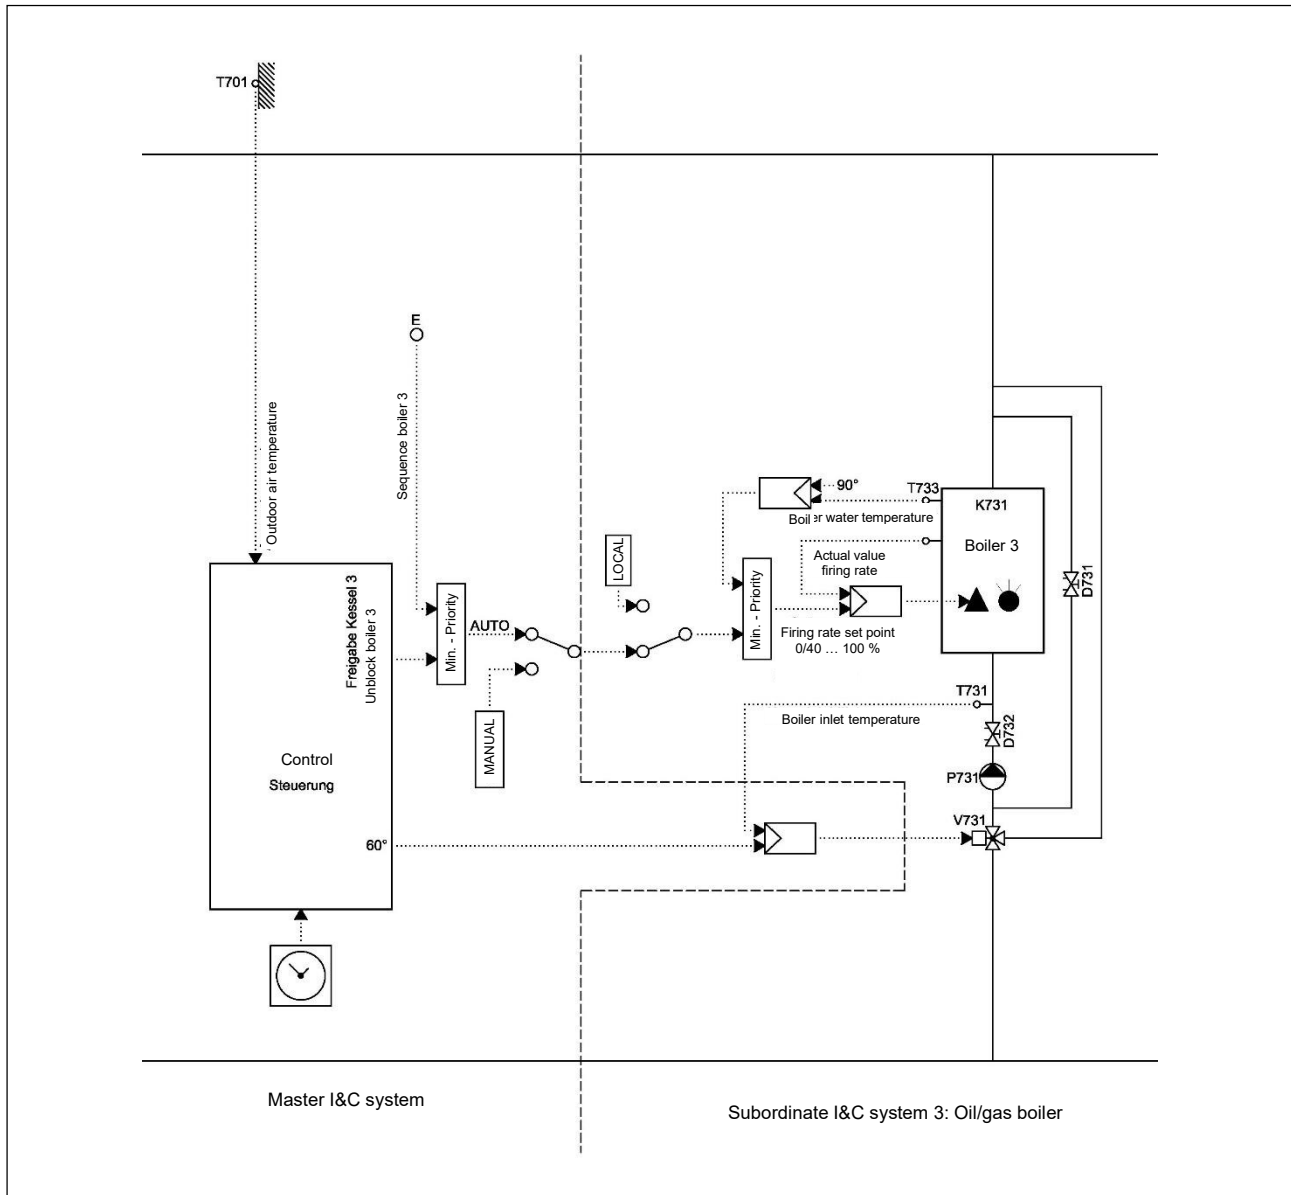 T701
Outdoor air temperature
E
Sequence boiler 3
Freigabe Kessel 3
Unblock boiler 3
Min. - Priority
AUTO
MANUAL
LOCAL
Min. - Priority
90°
T733
Boiler water temperature
K731
Boiler 3
Actual value
firing rate
Firing rate set point
0/40 ... 100 %
D731
T731
Boiler inlet temperature
D732
P731
V731
Control
Steuerung
60°
Master I&C system
Subordinate I&C system 3: Oil/gas boiler